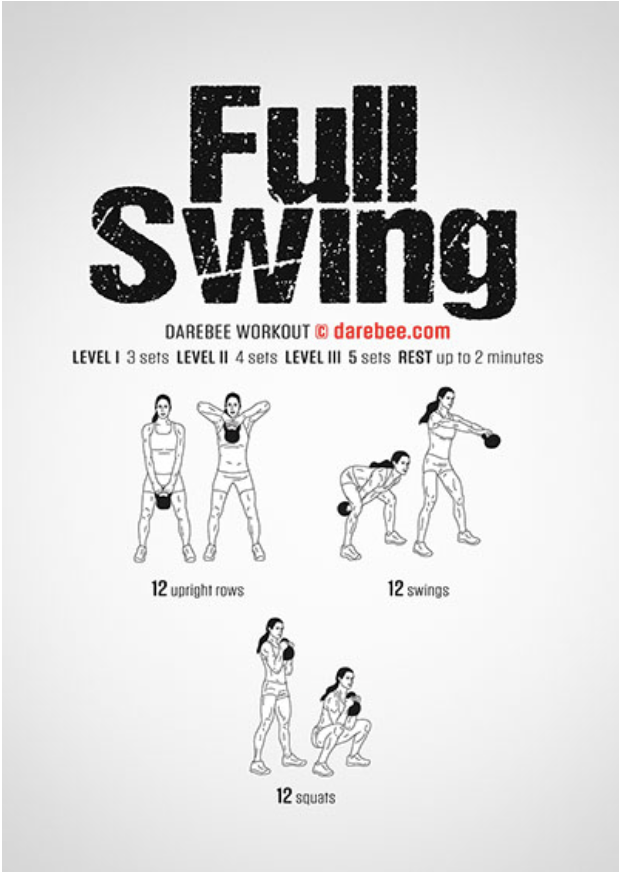 Full
Swing
DAREBEE WORKOUT © darebee.com
LEVEL I 3 sets LEVEL II 4 sets LEVEL III 5 sets REST up to 2 minutes
12 upright rows
12 swings
12 squats